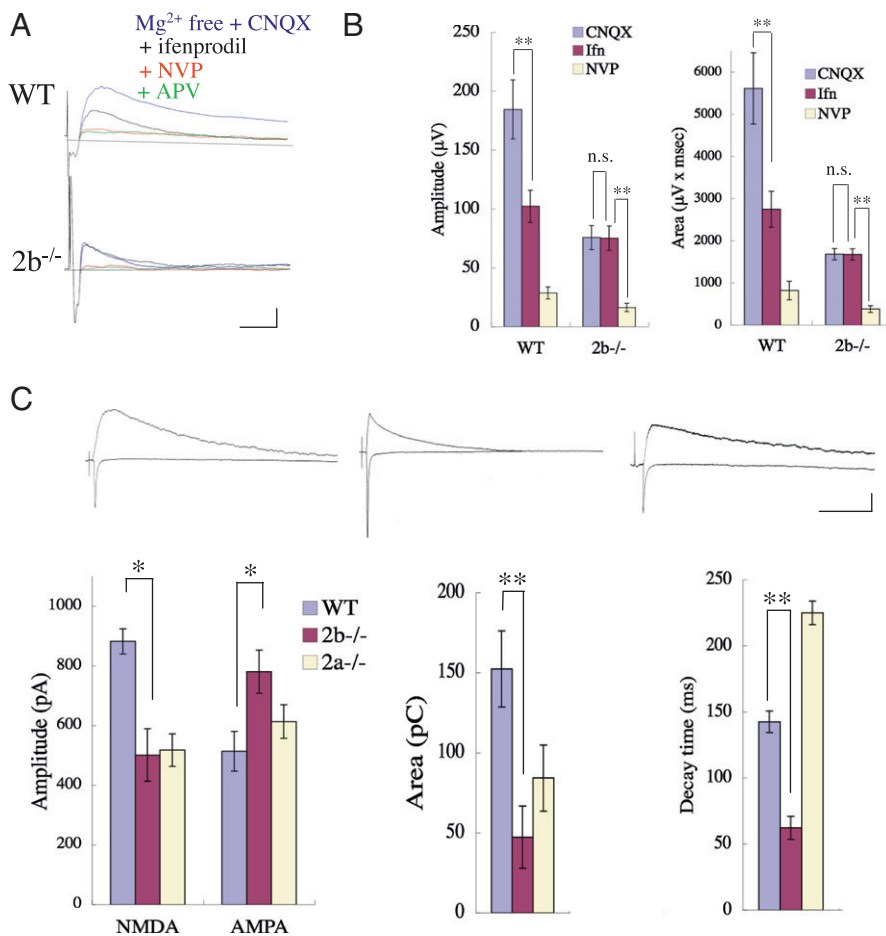 A
Mg²⁺ free + CNQX
+ ifenprodil
+ NVP
+ APV
WT
2b⁻/⁻
B
250
200
150
100
50
0
Amplitude (μV)
CNQX
Ifn
NVP
**
n.s.
**
WT
2b-/-
6000
5000
4000
3000
2000
1000
0
Area (μV x msec)
CNQX
Ifn
NVP
**
n.s.
**
WT
2b-/-
C
1000
800
600
400
200
0
Amplitude (pA)
*
*
WT
2b-/-
2a-/-
NMDA
AMPA
200
150
100
50
0
Area (pC)
**
250
200
150
100
50
0
Decay time (ms)
**